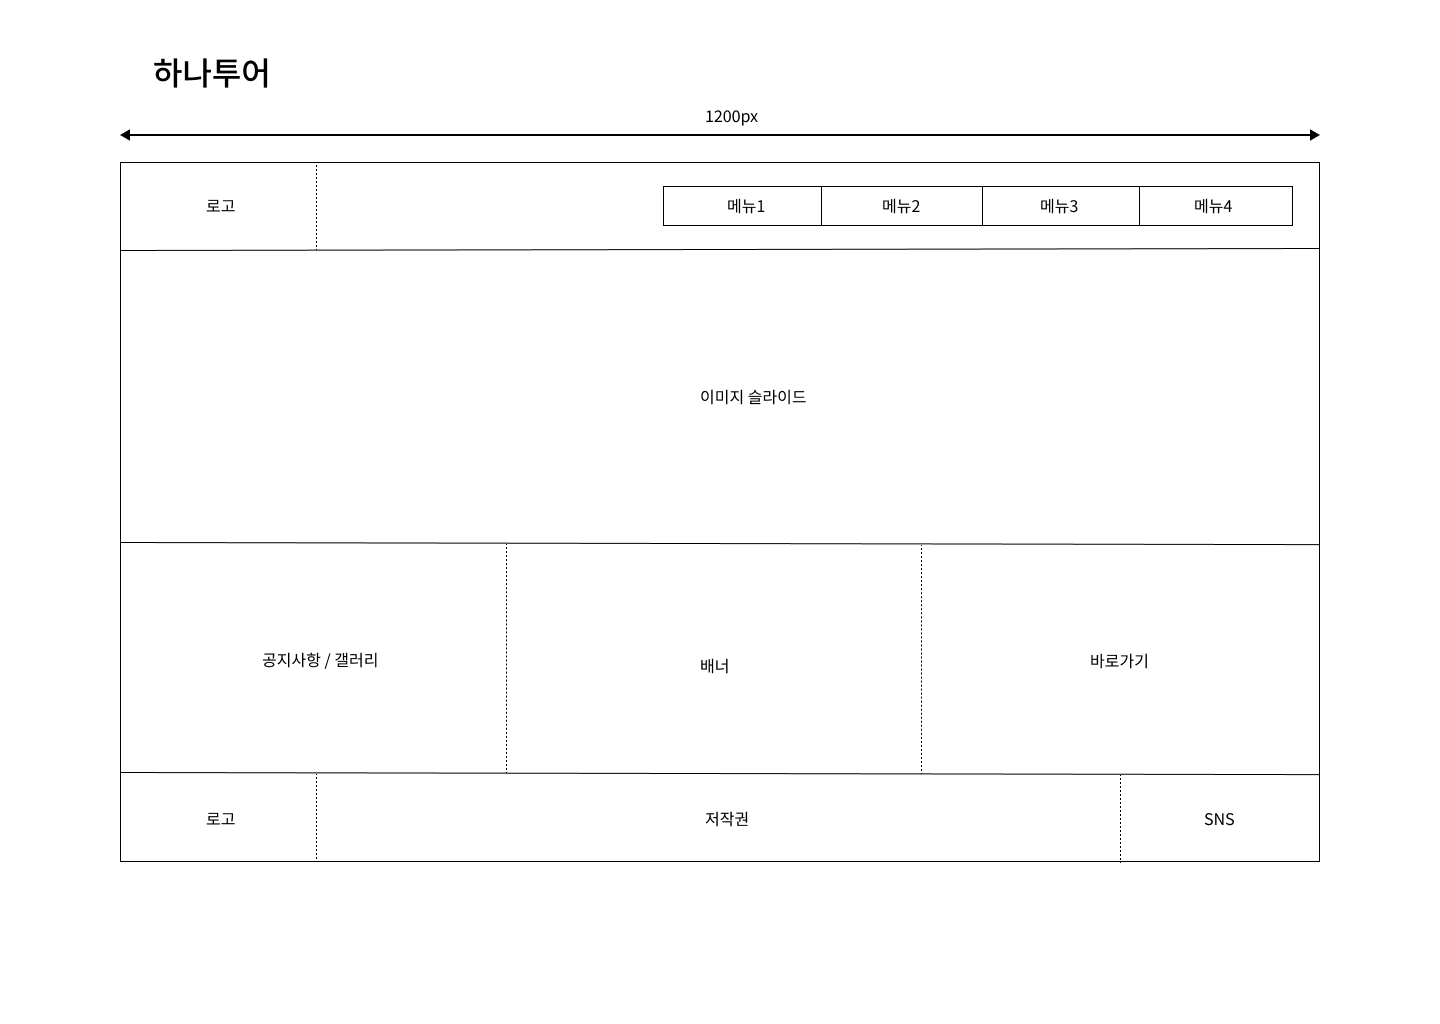 하나투어
1200px
로고
메뉴1
메뉴2
메뉴3
메뉴4
이미지 슬라이드
공지사항 / 갤러리
배너
바로가기
로고
저작권
SNS